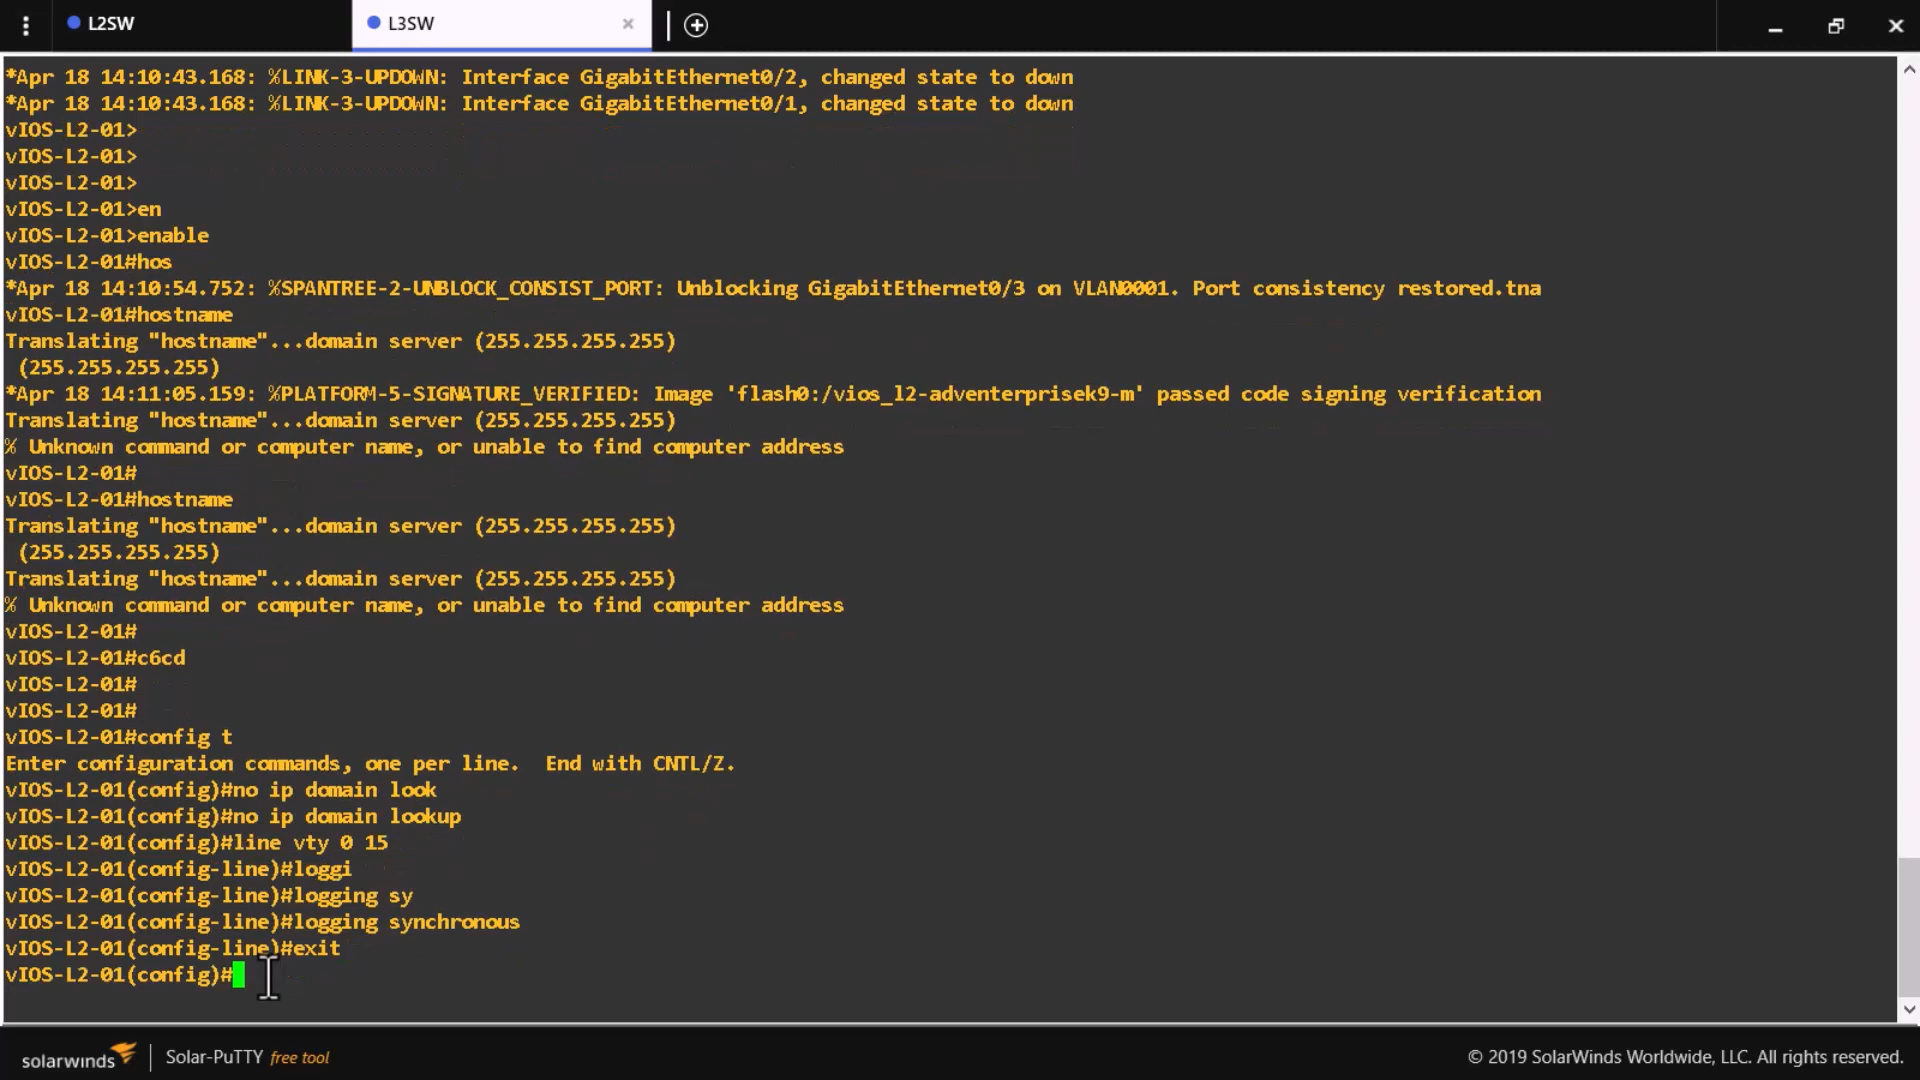 L2SW
L3SW
*Apr 18 14:10:43.168: %LINK-3-UPDOWN: Interface GigabitEthernet0/2, changed state to down
*Apr 18 14:10:43.168: %LINK-3-UPDOWN: Interface GigabitEthernet0/1, changed state to down
vIOS-L2-01>
vIOS-L2-01>
vIOS-L2-01>
vIOS-L2-01>en
vIOS-L2-01>enable
vIOS-L2-01#hos
*Apr 18 14:10:54.752: %SPANTREE-2-UNBLOCK_CONSIST_PORT: Unblocking GigabitEthernet0/3 on VLAN0001. Port consistency restored.tna
vIOS-L2-01#hostname
Translating "hostname"...domain server (255.255.255.255)
(255.255.255.255)
*Apr 18 14:11:05.159: %PLATFORM-5-SIGNATURE_VERIFIED: Image 'flash0:/vios_l2-adventerprisek9-m' passed code signing verification
Translating "hostname"...domain server (255.255.255.255)
% Unknown command or computer name, or unable to find computer address
vIOS-L2-01#
vIOS-L2-01#hostname
Translating "hostname"...domain server (255.255.255.255)
(255.255.255.255)
Translating "hostname"...domain server (255.255.255.255)
% Unknown command or computer name, or unable to find computer address
vIOS-L2-01#
vIOS-L2-01#c6cd
vIOS-L2-01#
vIOS-L2-01#
vIOS-L2-01#config t
Enter configuration commands, one per line.  End with CNTL/Z.
vIOS-L2-01(config)#no ip domain look
vIOS-L2-01(config)#no ip domain lookup
vIOS-L2-01(config)#line vty 0 15
vIOS-L2-01(config-line)#loggi
vIOS-L2-01(config-line)#logging sy
vIOS-L2-01(config-line)#logging synchronous
vIOS-L2-01(config-line)#exit
vIOS-L2-01(config)#
solarwinds
Solar-PuTTY free tool
© 2019 SolarWinds Worldwide, LLC. All rights reserved.